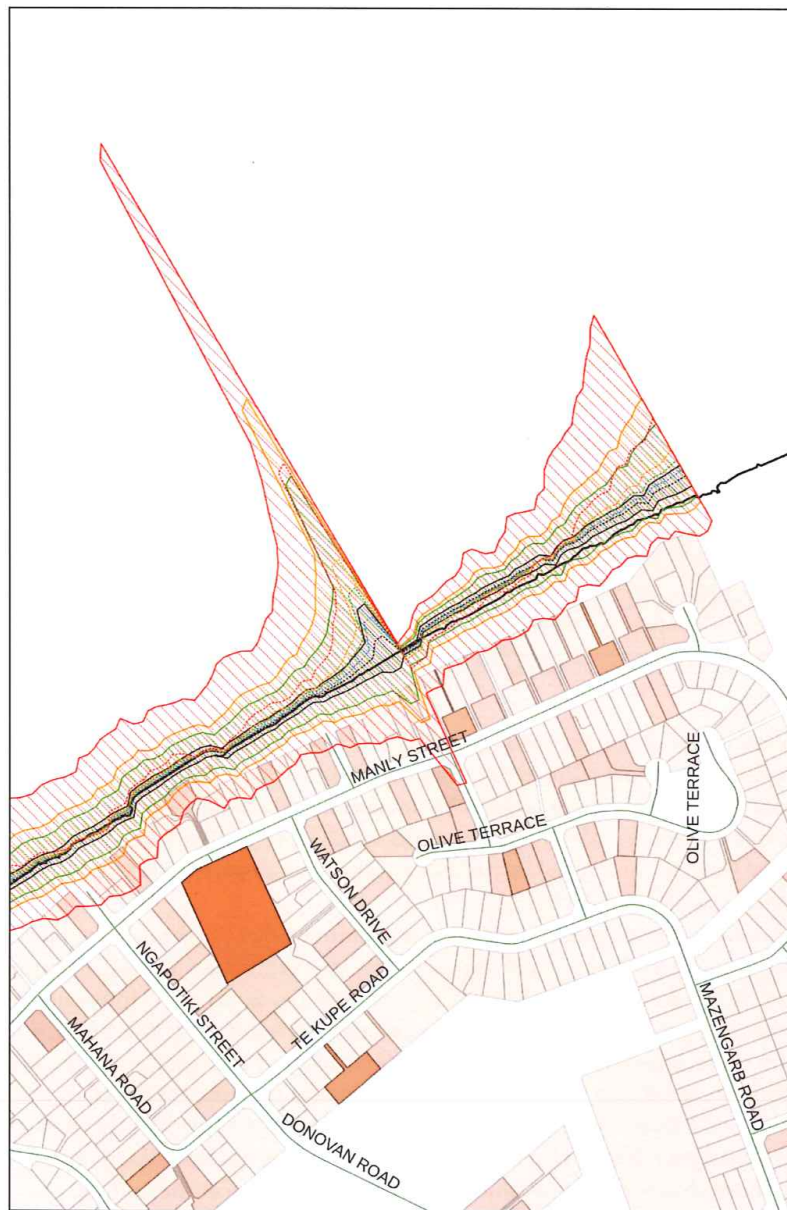 MANLY STREET
OLIVE TERRACE
OLIVE TERRACE
WATSON DRIVE
NGAPOTIKI STREET
TE KUPE ROAD
MAHANA ROAD
MAZENGARB ROAD
DONOVAN ROAD